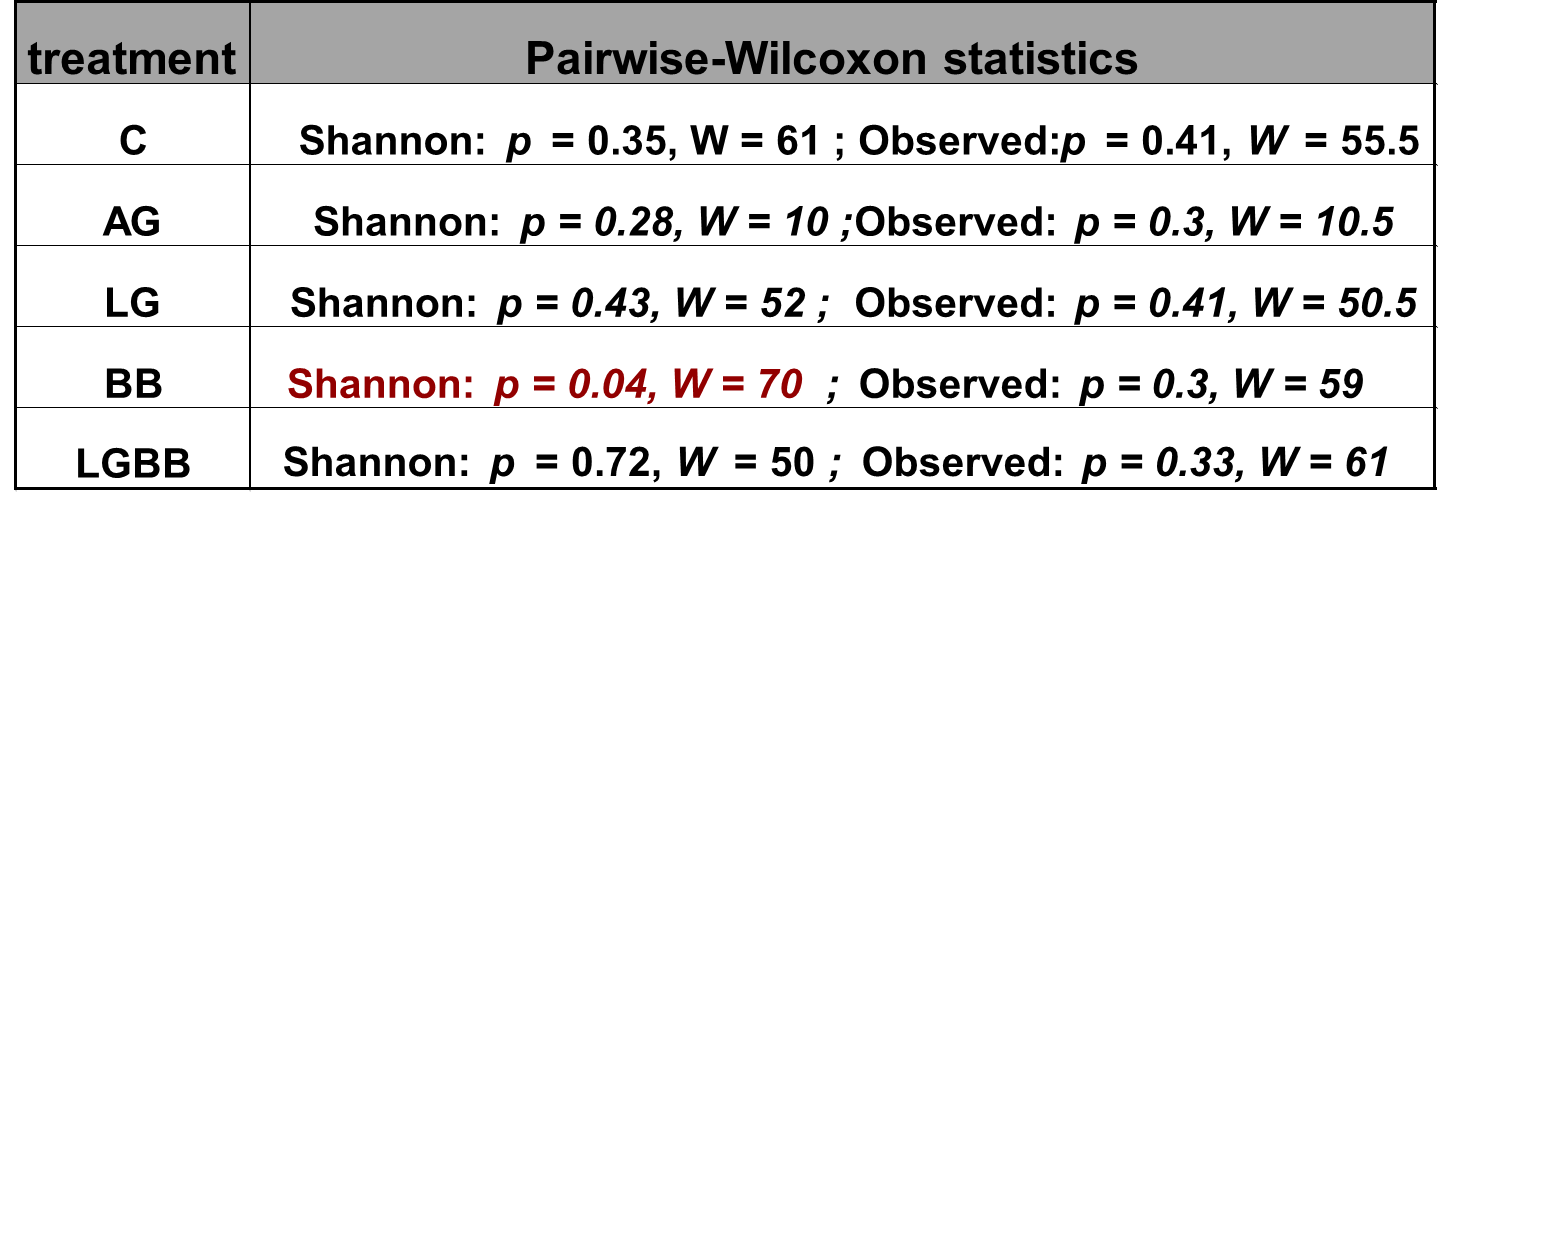 treatment Pairwise-Wilcoxon statistics
C Shannon: p = 0.35, W = 61 ; Observed:p = 0.41, W = 55.5
AG Shannon: p = 0.28, W = 10 ;Observed: p = 0.3, W = 10.5
LG Shannon: p = 0.43, W = 52 ; Observed: p = 0.41, W = 50.5
BB Shannon: p = 0.04, W = 70 ; Observed: p = 0.3, W = 59
LGBB Shannon: p = 0.72, W = 50 ; Observed: p = 0.33, W = 61